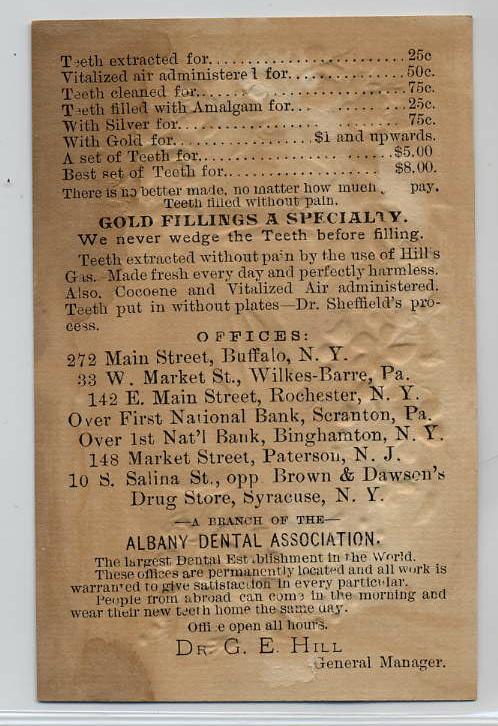 Teeth extracted for.......................... 25c
Vitalized air administered for............... 50c.
Teeth cleaned for............................ 75c.
Teeth filled with Amalgam for... ......... 25c.
With Silver for.............................. 75c.
With Gold for.................$1 and upwards.
A set of Teeth for.........................$5.00
Best set of Teeth for..................... $8.00.
There is no better made, no matter how much pay.
Teeth filled without pain.
GOLD FILLINGS A SPECIALTY.
We never wedge the Teeth before filling.
Teeth extracted without pain by the use of Hill's
Gas. Made fresh every day and perfectly harmless.
Also, Cocoene and Vitalized Air administered.
Teeth put in without plates—Dr. Sheffield's pro-
cess.
OFFICES:
272 Main Street, Buffalo, N. Y.
33 W. Market St., Wilkes-Barre, Pa.
142 E. Main Street, Rochester, N. Y.
Over First National Bank, Scranton, Pa.
Over 1st Nat'l Bank, Binghamton, N. Y.
148 Market Street, Paterson, N. J.
10 S. Salina St., opp Brown & Dawson's
Drug Store, Syracuse, N. Y.
—A BRANCH OF THE—
ALBANY DENTAL ASSOCIATION.
The largest Dental Establishment in the World.
These offices are permanently located and all work is
warranted to give satisfaction in every particular.
People from abroad can come in the morning and
wear their new teeth home the same day.
Office open all hours.
DR G. E. HILL
General Manager.